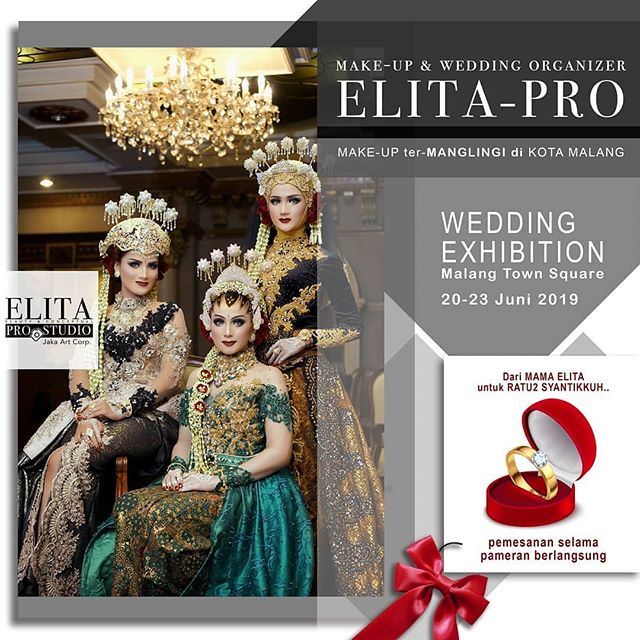 MAKE-UP & WEDDING ORGANIZER
ELITA-PRO
MAKE-UP ter-MANGLINGI di KOTA MALANG
WEDDING
EXHIBITION
Malang Town Square
20-23 Juni 2019
ELITA
BEAUTY & CONCEPTUAL
PRO STUDIO
Jaka Art Corp.
Dari MAMA ELITA
untuk RATU2 SYANTIKKUH..
pemesanan selama
pameran berlangsung